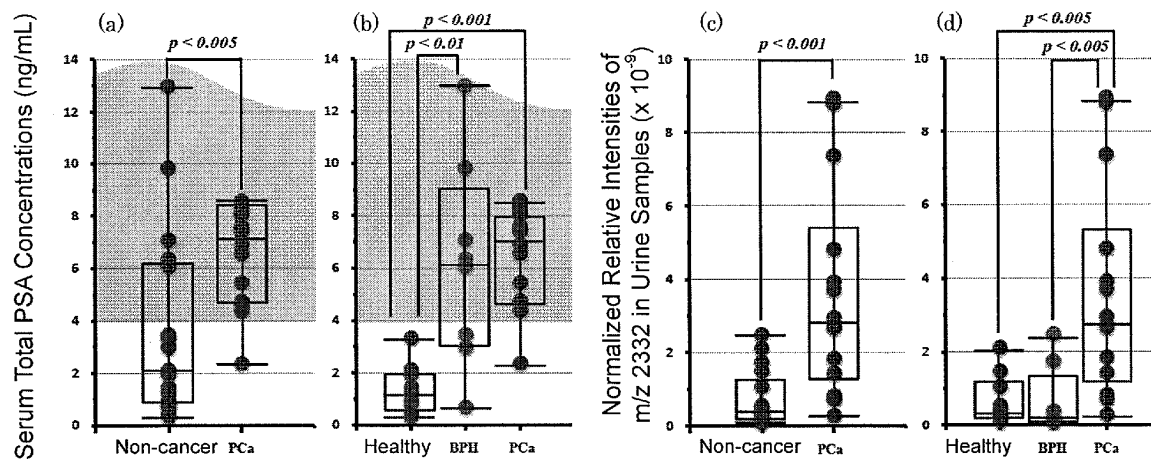 Serum Total PSA Concentrations (ng/mL)
(a)
p < 0.005
14
12
10
8
6
4
2
0
Non-cancer PCa
(b)
p < 0.001
p < 0.01
14
12
10
8
6
4
2
0
Healthy BPH PCa
Normalized Relative Intensities of
m/z 2332 in Urine Samples (x 10-9)
(c)
p < 0.001
10
8
6
4
2
0
Non-cancer PCa
(d)
p < 0.005
p < 0.005
10
8
6
4
2
0
Healthy BPH PCa